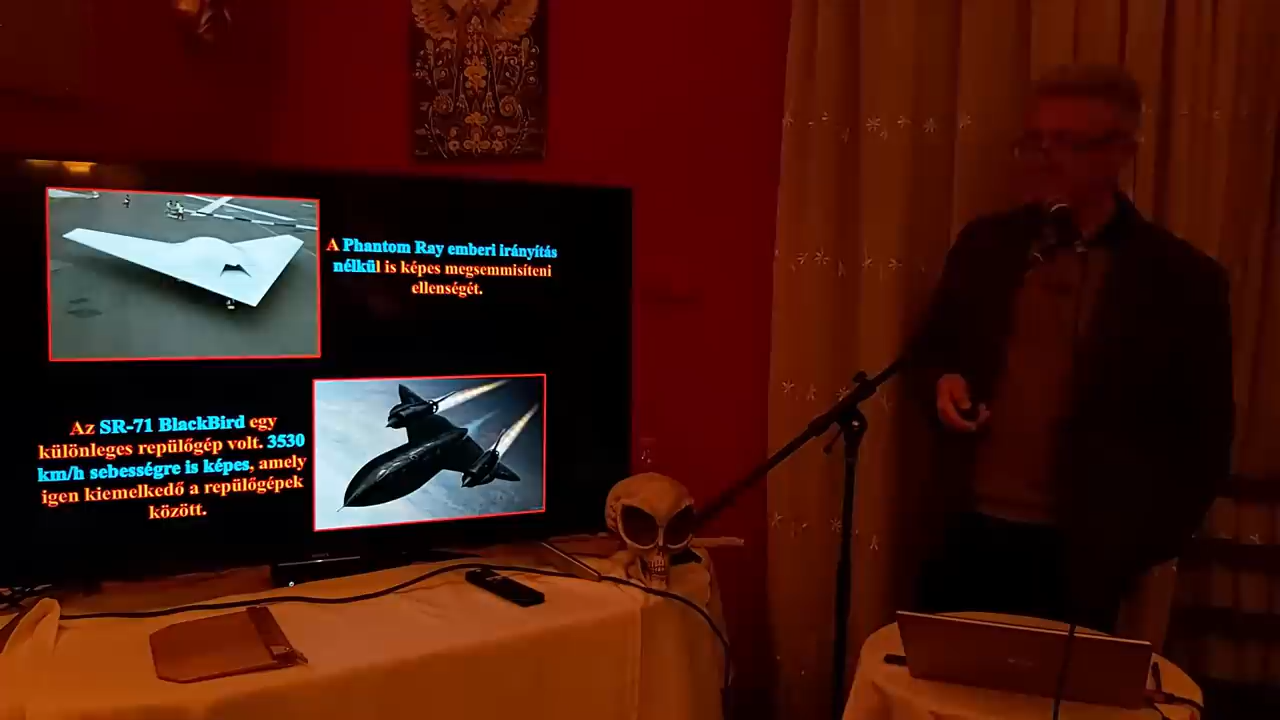 A Phantom Ray emberi irányítás
nélkül is képes megsemmisíteni
ellenségét.
Az SR-71 BlackBird egy
különleges repülőgép volt. 3530
km/h sebességre is képes, amely
igen kiemelkedő a repülőgépek
között.